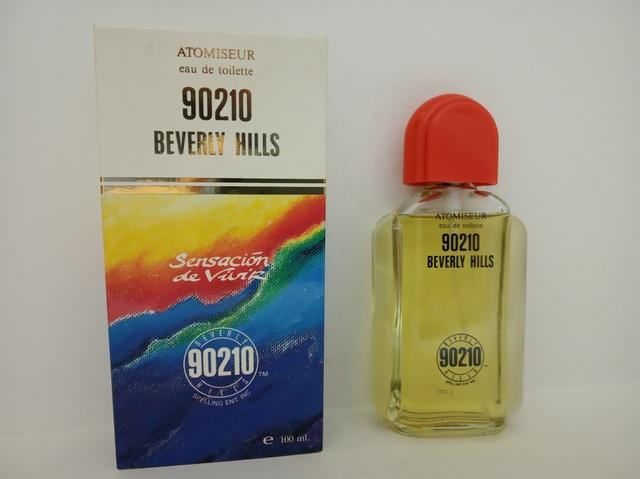 ATOMISEUR
eau de toilette
90210
BEVERLY HILLS
Sensación
de Vivir
BEVERLY
90210
HILLS
TM
SPELLING ENT. INC.
e 100 ml.
ATOMISEUR
eau de toilette
90210
BEVERLY HILLS
BEVERLY
90210
HILLS
SPELLING ENT. INC.